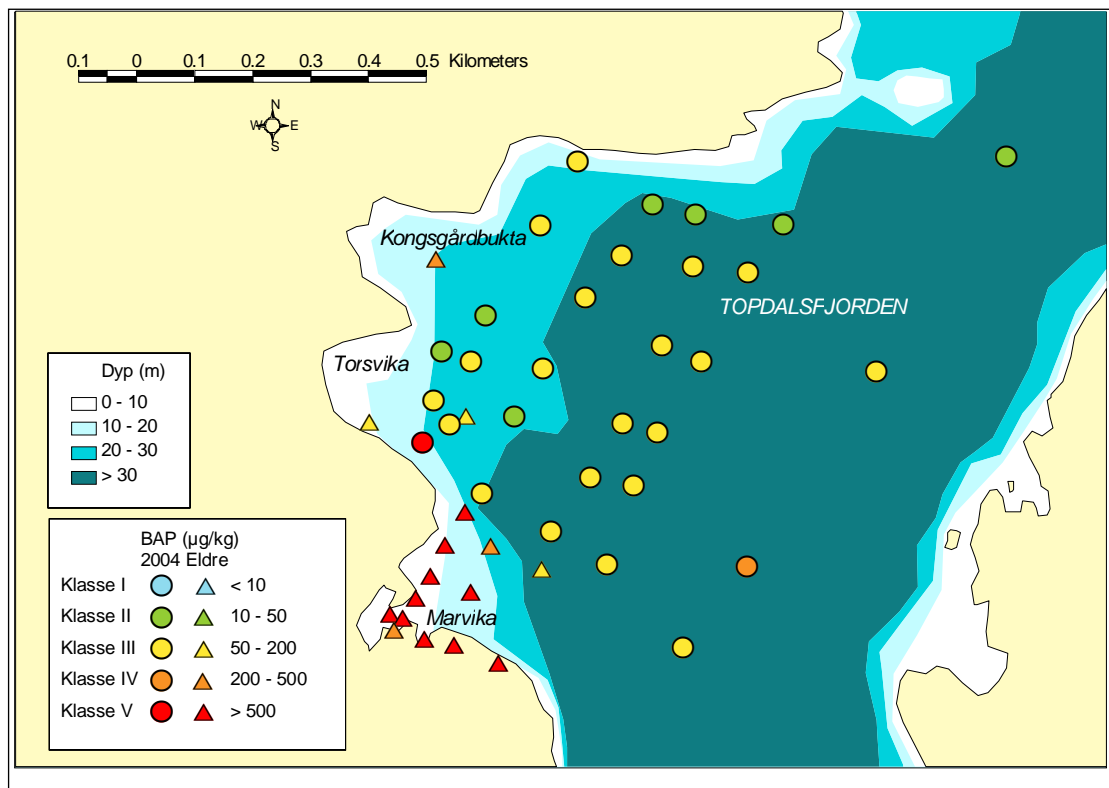 0.1 0 0.1 0.2 0.3 0.4 0.5 Kilometers
N
W E
S
Kongsgårdbukta
TOPDALSFJORDEN
Torsvika
Dyp (m)
0 - 10
10 - 20
20 - 30
> 30
Marvika
BAP (µg/kg)
2004 Eldre
Klasse I < 10
Klasse II 10 - 50
Klasse III 50 - 200
Klasse IV 200 - 500
Klasse V > 500